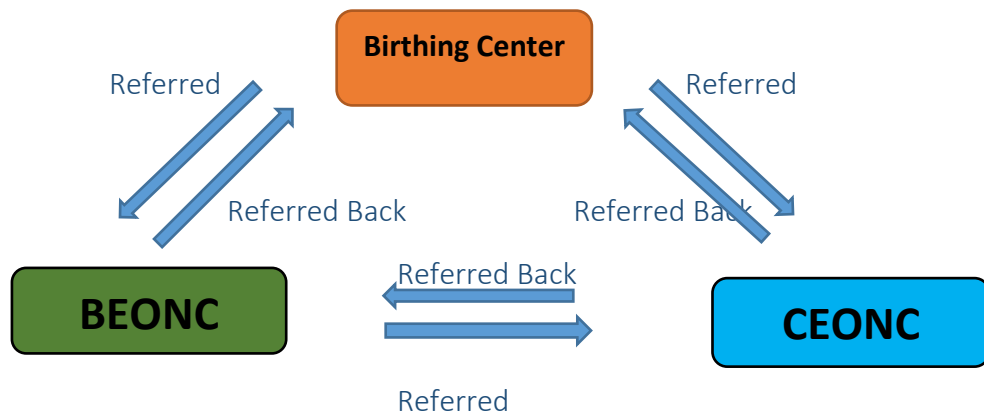 Birthing Center
Referred
Referred
Referred Back
Referred Back
Referred Back
BEONC
CEONC
Referred